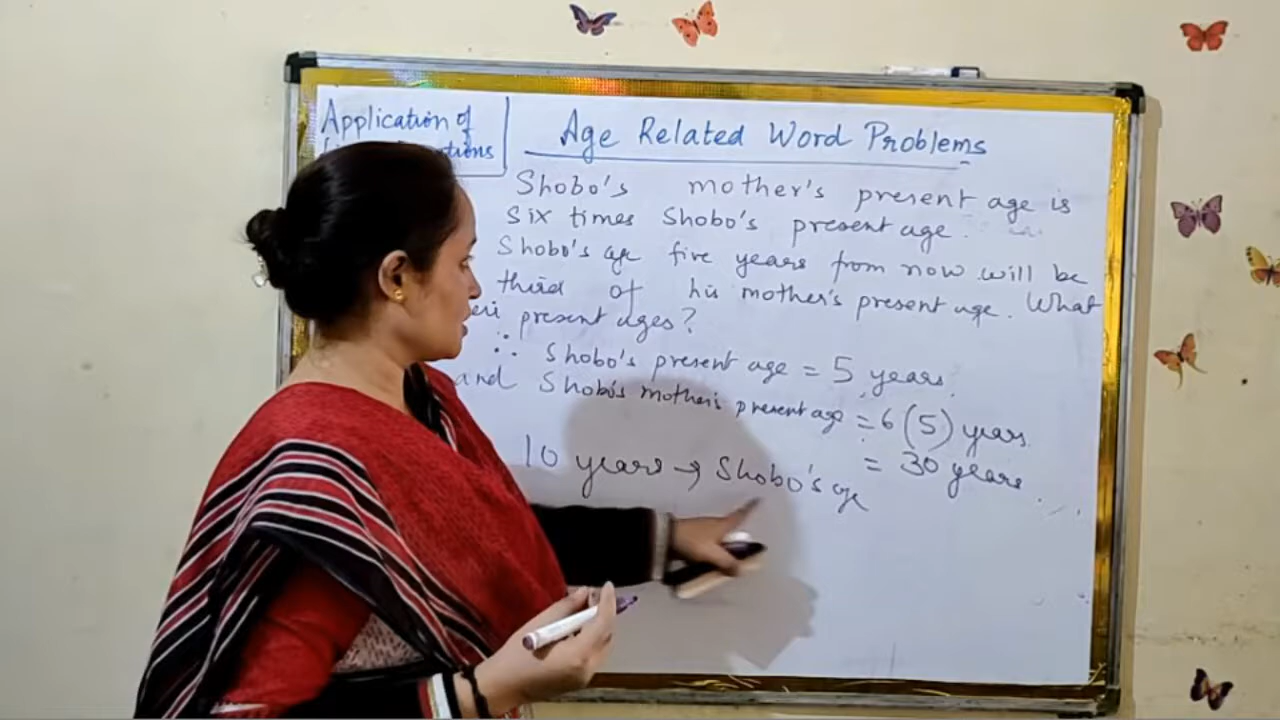 Application of
Age Related Word Problems
Shobo's mother's present age is
six times Shobo's present age.
Shobo's age five years from now will be
third of his mother's present age. What
present ages?
∴ Shobo's present age = 5 years.
and Shobo's mother's present age = 6 (5) years
= 30 years.
10 years → Shobo's age